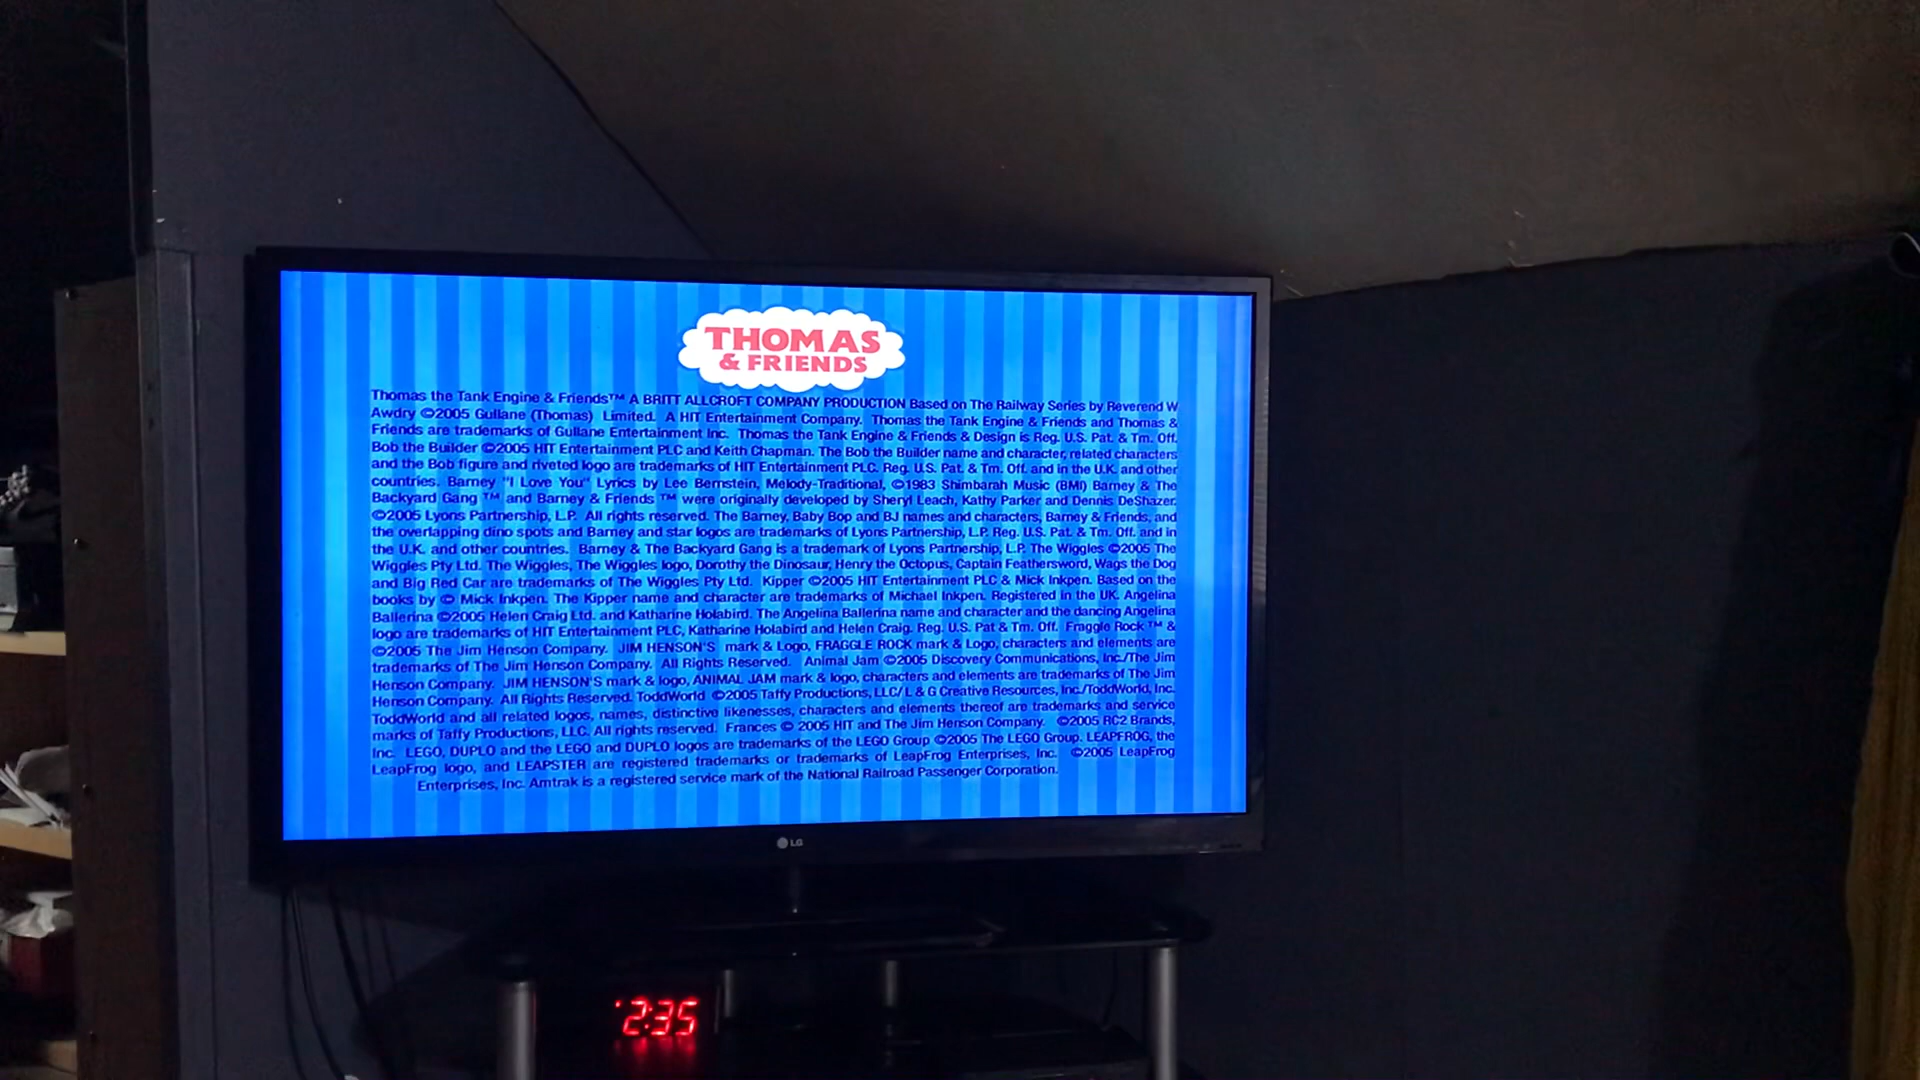 THOMAS
& FRIENDS
Thomas the Tank Engine & Friends™ A BRITT ALLCROFT COMPANY PRODUCTION Based on The Railway Series by Reverend W
Awdry ©2005 Gullane (Thomas) Limited. A HIT Entertainment Company. Thomas the Tank Engine & Friends and Thomas &
Friends are trademarks of Gullane Entertainment Inc. Thomas the Tank Engine & Friends & Design is Reg. U.S. Pat. & Tm. Off.
Bob the Builder ©2005 HIT Entertainment PLC and Keith Chapman. The Bob the Builder name and character, related characters
and the Bob figure and riveted logo are trademarks of HIT Entertainment PLC. Reg. U.S. Pat. & Tm. Off. and in the U.K. and other
countries. Barney "I Love You" Lyrics by Lee Bernstein, Melody-Traditional, ©1983 Shimbarah Music (BMI) Barney & The
Backyard Gang ™ and Barney & Friends ™ were originally developed by Sheryl Leach, Kathy Parker and Dennis DeShazer.
©2005 Lyons Partnership, L.P. All rights reserved. The Barney, Baby Bop and BJ names and characters, Barney & Friends, and
the overlapping dino spots and Barney and star logos are trademarks of Lyons Partnership, L.P. Reg. U.S. Pat. & Tm. Off. and in
the U.K. and other countries. Barney & The Backyard Gang is a trademark of Lyons Partnership, L.P. The Wiggles ©2005 The
Wiggles Pty Ltd. The Wiggles, The Wiggles logo, Dorothy the Dinosaur, Henry the Octopus, Captain Feathersword, Wags the Dog
and Big Red Car are trademarks of The Wiggles Pty Ltd. Kipper ©2005 HIT Entertainment PLC & Mick Inkpen. Based on the
books by © Mick Inkpen. The Kipper name and character are trademarks of Michael Inkpen. Registered in the UK. Angelina
Ballerina ©2005 Helen Craig Ltd. and Katharine Holabird. The Angelina Ballerina name and character and the dancing Angelina
logo are trademarks of HIT Entertainment PLC, Katharine Holabird and Helen Craig. Reg. U.S. Pat & Tm. Off. Fraggle Rock ™ &
©2005 The Jim Henson Company. JIM HENSON'S mark & Logo, FRAGGLE ROCK mark & Logo, characters and elements are
trademarks of The Jim Henson Company. All Rights Reserved. Animal Jam ©2005 Discovery Communications, Inc./The Jim
Henson Company. JIM HENSON'S mark & logo, ANIMAL JAM mark & logo, characters and elements are trademarks of The Jim
Henson Company. All Rights Reserved. ToddWorld ©2005 Taffy Productions, LLC/ L & G Creative Resources, Inc./ToddWorld, Inc.
ToddWorld and all related logos, names, distinctive likenesses, characters and elements thereof are trademarks and service
marks of Taffy Productions, LLC. All rights reserved. Frances © 2005 HIT and The Jim Henson Company. ©2005 RC2 Brands,
Inc. LEGO, DUPLO and the LEGO and DUPLO logos are trademarks of the LEGO Group ©2005 The LEGO Group. LEAPFROG, the
LeapFrog logo, and LEAPSTER are registered trademarks or trademarks of LeapFrog Enterprises, Inc. ©2005 LeapFrog
Enterprises, Inc. Amtrak is a registered service mark of the National Railroad Passenger Corporation.
LG
2:35